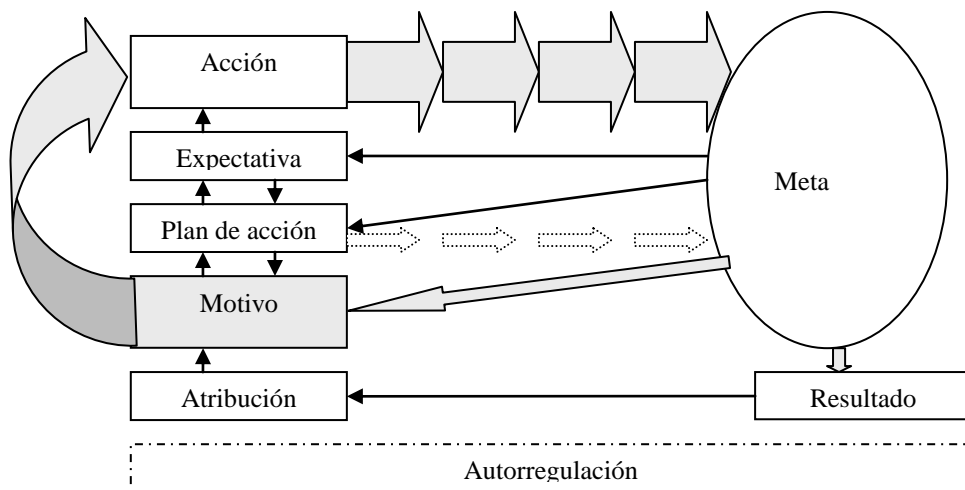 Acción
Expectativa
Meta
Plan de acción
Motivo
Atribución
Resultado
Autorregulación